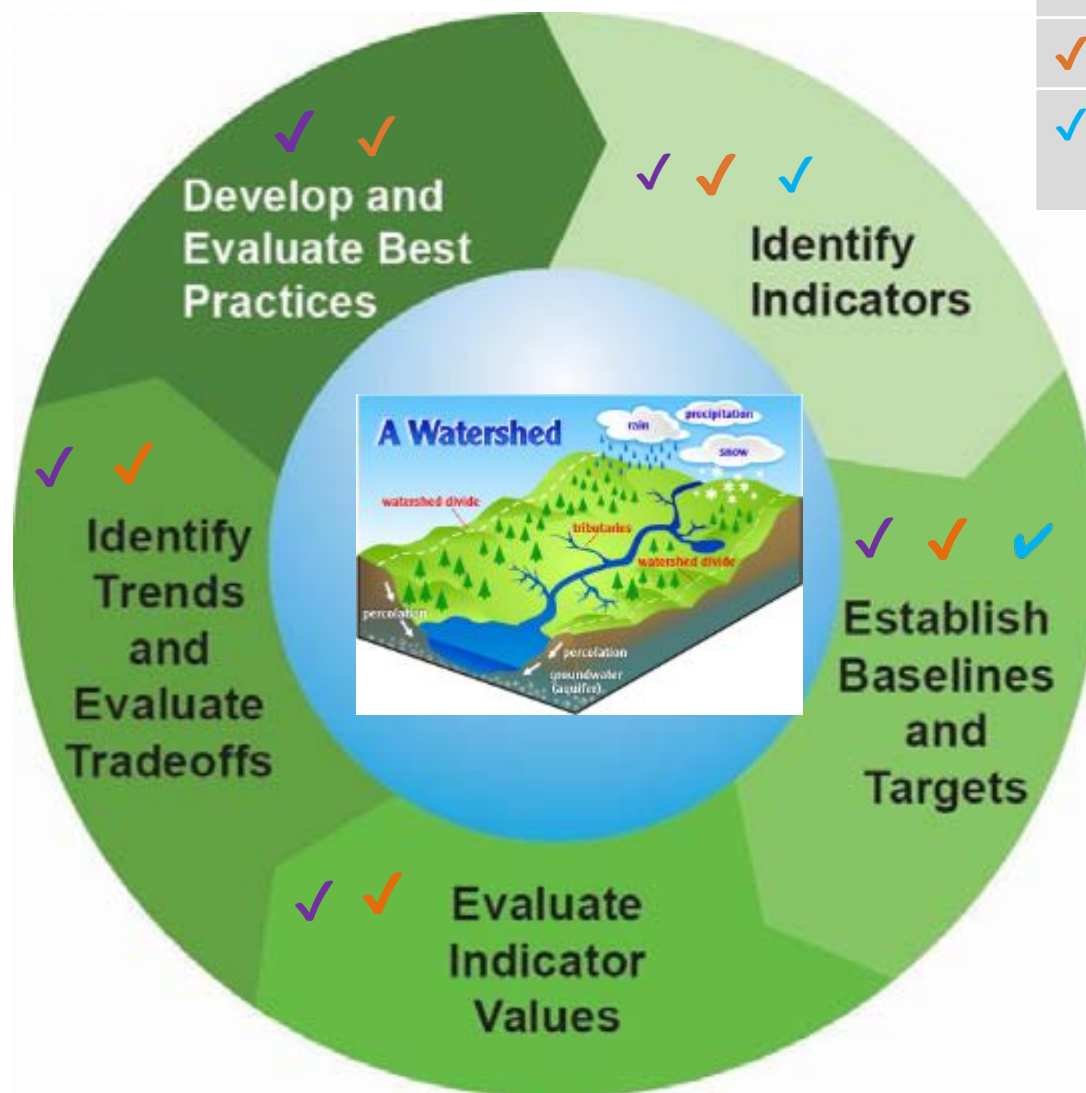 ✓
✓
✓ ✓
Develop and
Evaluate Best
Practices
✓ ✓ ✓
Identify
Indicators
✓ ✓ ✓
Establish
Baselines
and
Targets
✓ ✓
Evaluate
Indicator
Values
✓ ✓
Identify
Trends
and
Evaluate
Tradeoffs
A Watershed
rain
precipitation
snow
watershed divide
tributaries
watershed divide
percolation
percolation
groundwater
(aquifer)